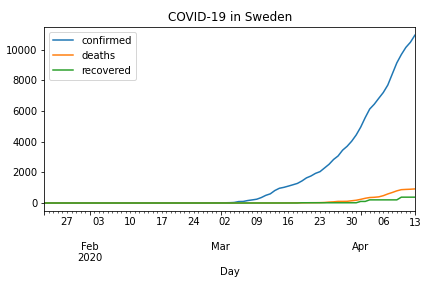 COVID-19 in Sweden
confirmed
deaths
recovered
10000
8000
6000
4000
2000
0
27 03 10 17 24 02 09 16 23 30 06 13
Feb Mar Apr
2020
Day